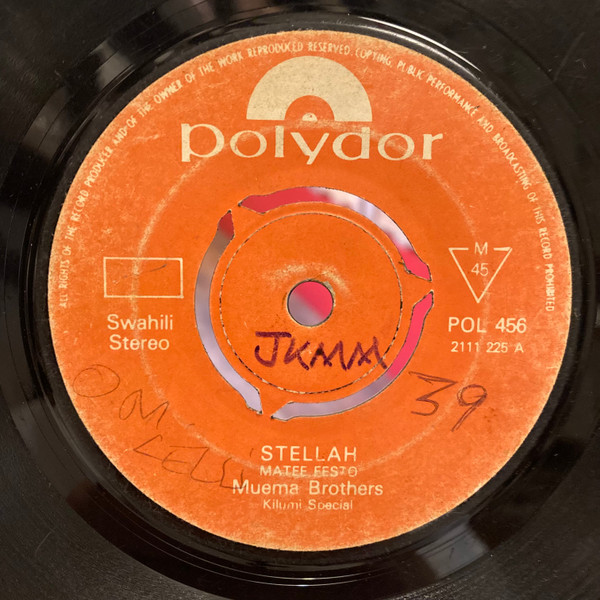 ALL RIGHTS OF THE RECORD PRODUCER AND OF THE OWNER OF THE WORK REPRODUCED RESERVED. COPYING, PUBLIC PERFORMANCE AND BROADCASTING OF THIS RECORD PROHIBITED
polydor
M
45
Swahili
Stereo
POL 456
2111 225 A
JKMM
39
O.M.
STELLAH
MATEE FESTO
Muema Brothers
Kilumi Special